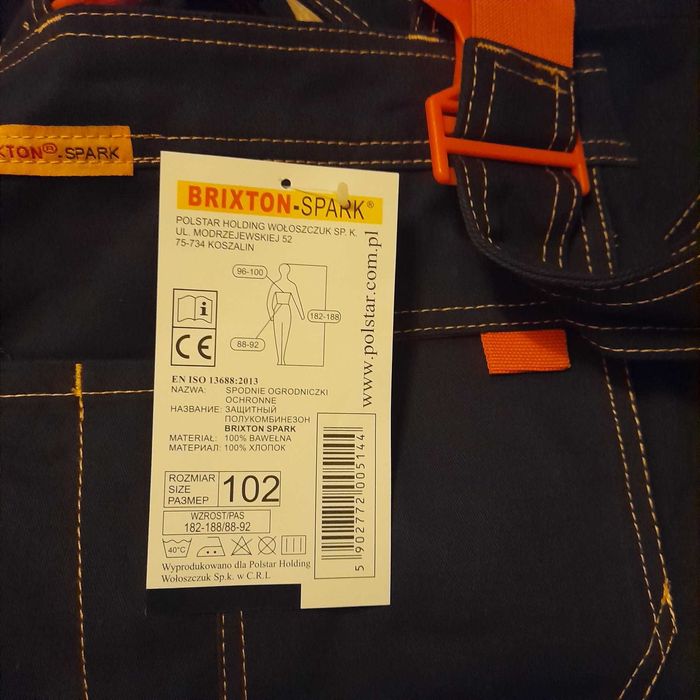 XTON®-SPARK
BRIXTON-SPARK®
POLSTAR HOLDING WOŁOSZCZUK SP. K.
UL. MODRZEJEWSKIEJ 52
75-734 KOSZALIN
96-100
182-188
88-92
i
CE
www.polstar.com.pl
EN ISO 13688:2013
NAZWA: SPODNIE OGRODNICZKI
OCHRONNE
НАЗВАНИЕ: ЗАЩИТНЫЙ
ПОЛУКОМБИНЕЗОН
BRIXTON SPARK
MATERIAŁ: 100% BAWEŁNA
МАТЕРИАЛ: 100% ХЛОПОК
ROZMIAR
SIZE
РАЗМЕР
102
WZROST/PAS
182-188/88-92
40°C
Wyprodukowano dla Polstar Holding
Wołoszczuk Sp.k. w C.R.L
5902772005144